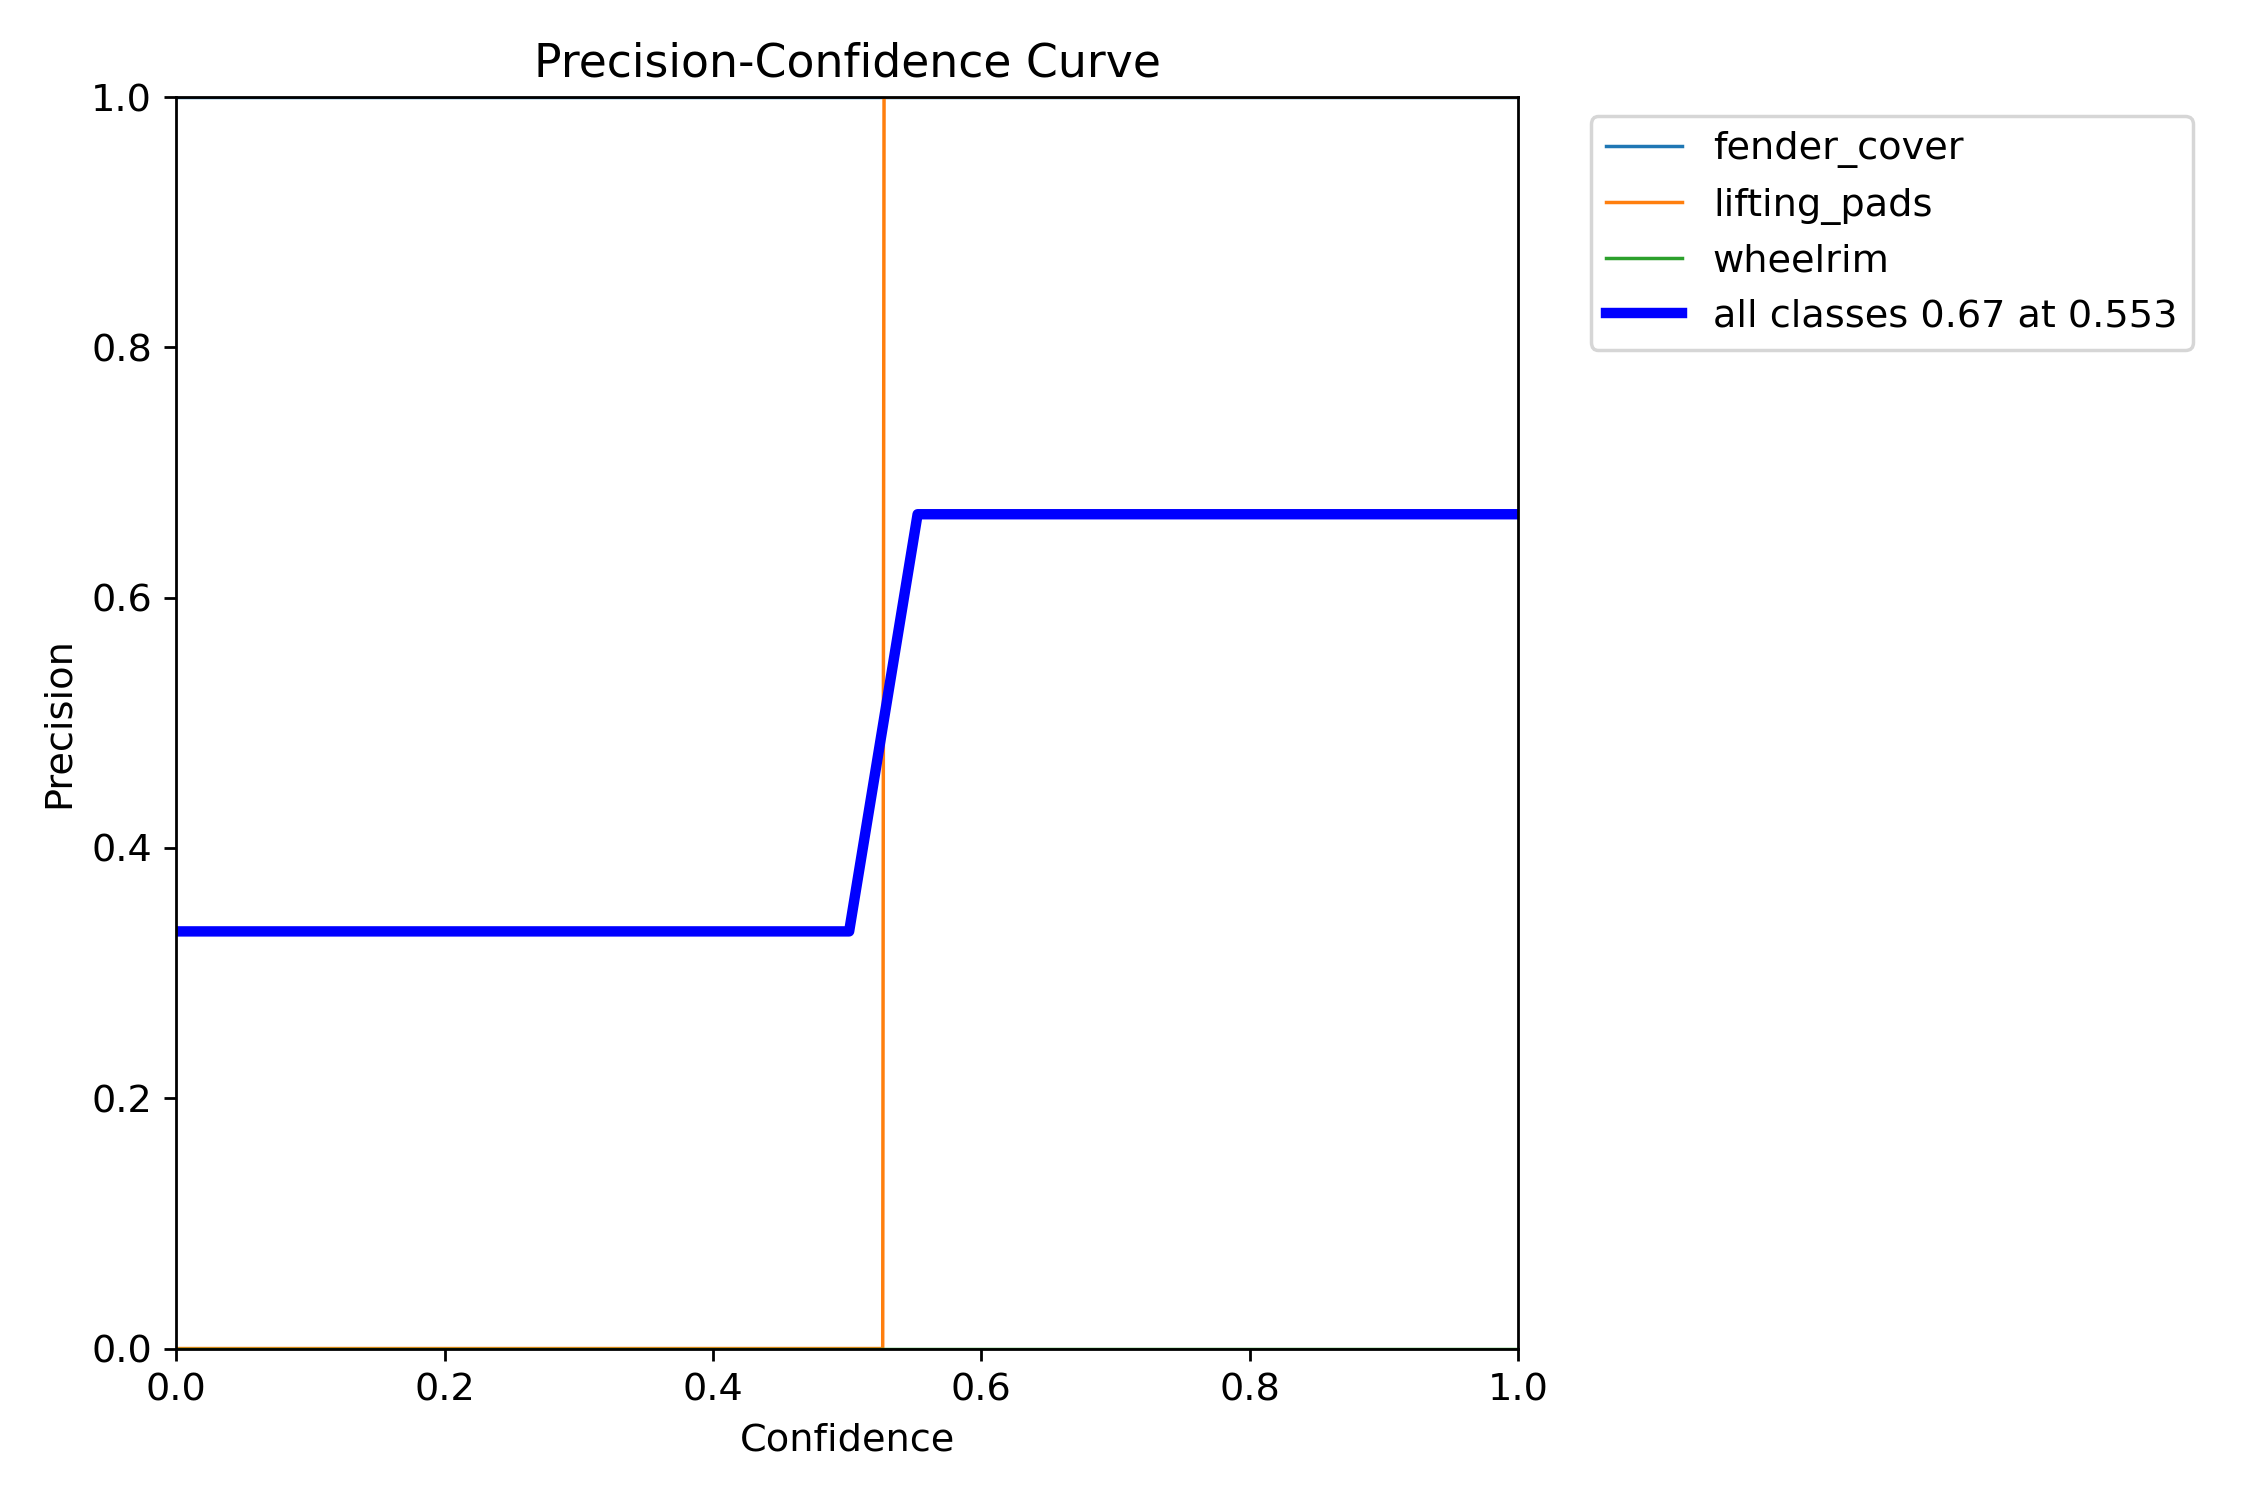 Precision-Confidence Curve
1.0
0.8
0.6
0.4
0.2
0.0
Precision
0.0 0.2 0.4 0.6 0.8 1.0
Confidence
fender_cover
lifting_pads
wheelrim
all classes 0.67 at 0.553